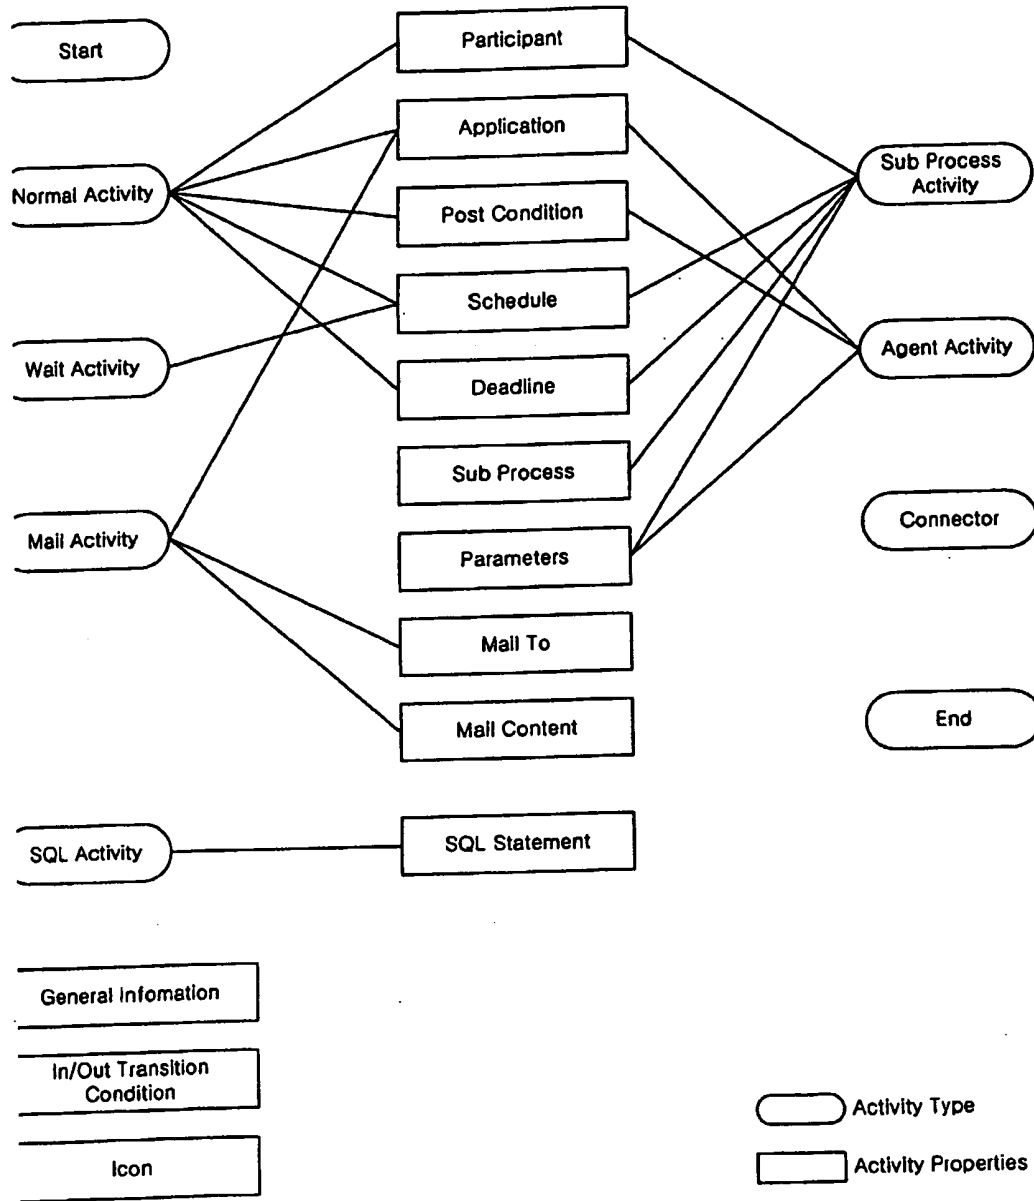 Start
Participant
Application
Normal Activity
Sub Process
Activity
Post Condition
Schedule
Wait Activity
Agent Activity
Deadline
Sub Process
Mail Activity
Connector
Parameters
Mail To
Mail Content
End
SQL Activity
SQL Statement
General Infomation
In/Out Transition
Condition
Icon
Activity Type
Activity Properties